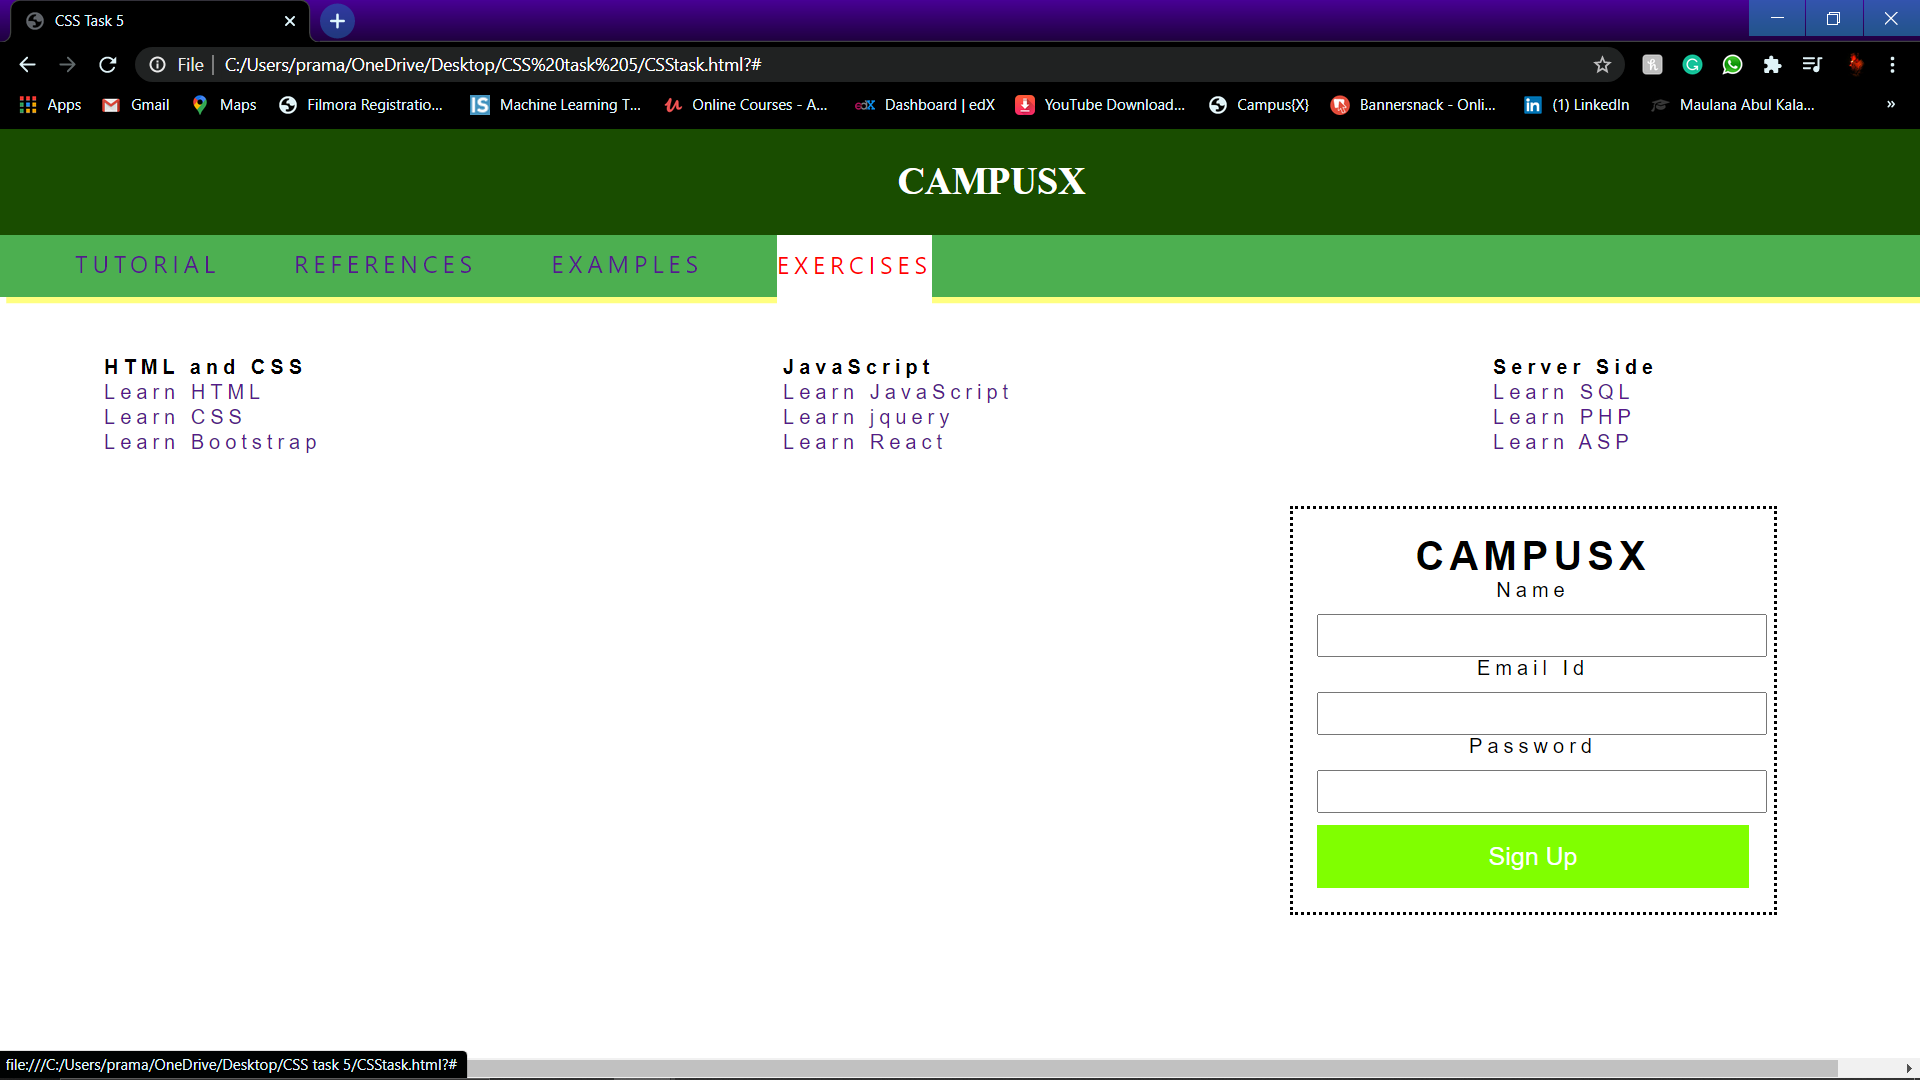 CSS Task 5
File
C:/Users/prama/OneDrive/Desktop/CSS%20task%205/CSStask.html?#
Apps Gmail Maps Filmora Registratio... IS Machine Learning T... Online Courses - A... edX Dashboard | edX YouTube Download... Campus{X} Bannersnack - Onli... in (1) LinkedIn Maulana Abul Kala... »
CAMPUSX
TUTORIAL REFERENCES EXAMPLES EXERCISES
HTML and CSS
Learn HTML
Learn CSS
Learn Bootstrap
JavaScript
Learn JavaScript
Learn jquery
Learn React
Server Side
Learn SQL
Learn PHP
Learn ASP
CAMPUSX
Name
Email Id
Password
Sign Up
file:///C:/Users/prama/OneDrive/Desktop/CSS task 5/CSStask.html?#